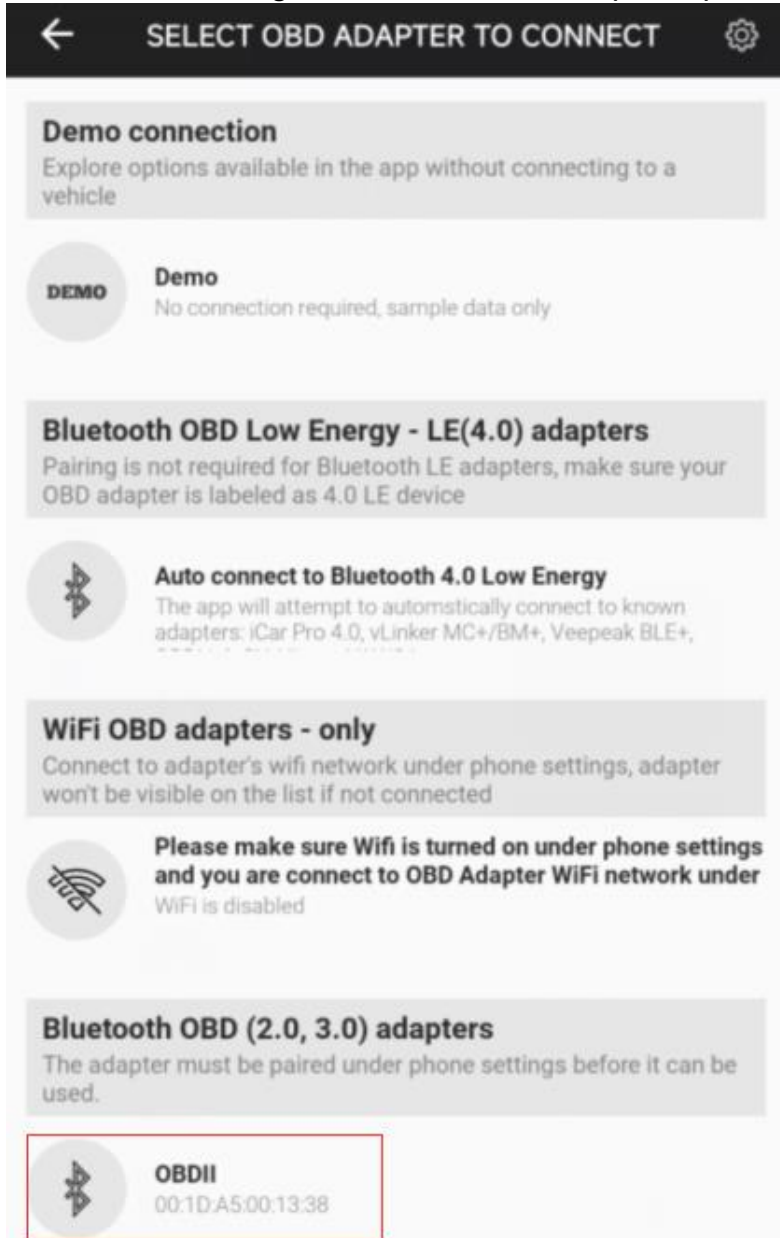 SELECT OBD ADAPTER TO CONNECT
Demo connection
Explore options available in the app without connecting to a
vehicle
DEMO
Demo
No connection required, sample data only
Bluetooth OBD Low Energy - LE(4.0) adapters
Pairing is not required for Bluetooth LE adapters, make sure your
OBD adapter is labeled as 4.0 LE device
Auto connect to Bluetooth 4.0 Low Energy
The app will attempt to automstically connect to known
adapters: iCar Pro 4.0, vLinker MC+/BM+, Veepeak BLE+,
WiFi OBD adapters - only
Connect to adapter's wifi network under phone settings, adapter
won't be visible on the list if not connected
Please make sure Wifi is turned on under phone settings
and you are connect to OBD Adapter WiFi network under
WiFi is disabled
Bluetooth OBD (2.0, 3.0) adapters
The adapter must be paired under phone settings before it can be
used.
OBDII
00:1D:A5:00:13:38